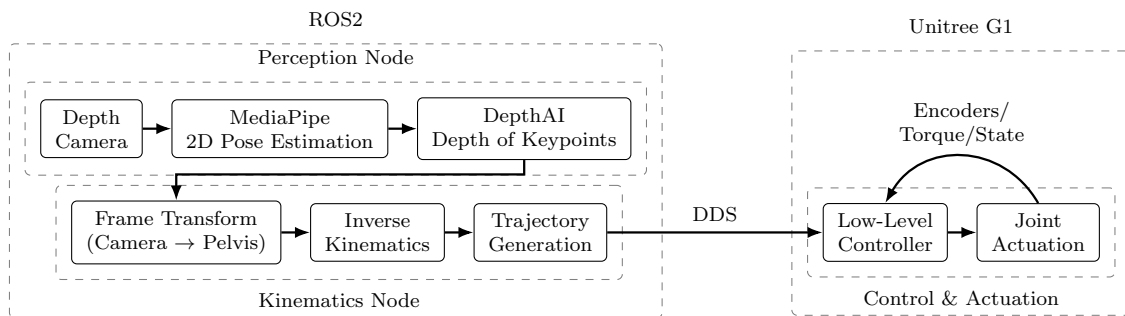 ROS2
Unitree G1
Perception Node
Depth
Camera
MediaPipe
2D Pose Estimation
DepthAI
Depth of Keypoints
Encoders/
Torque/State
Frame Transform
(Camera → Pelvis)
Inverse
Kinematics
Trajectory
Generation
DDS
Low-Level
Controller
Joint
Actuation
Kinematics Node
Control & Actuation